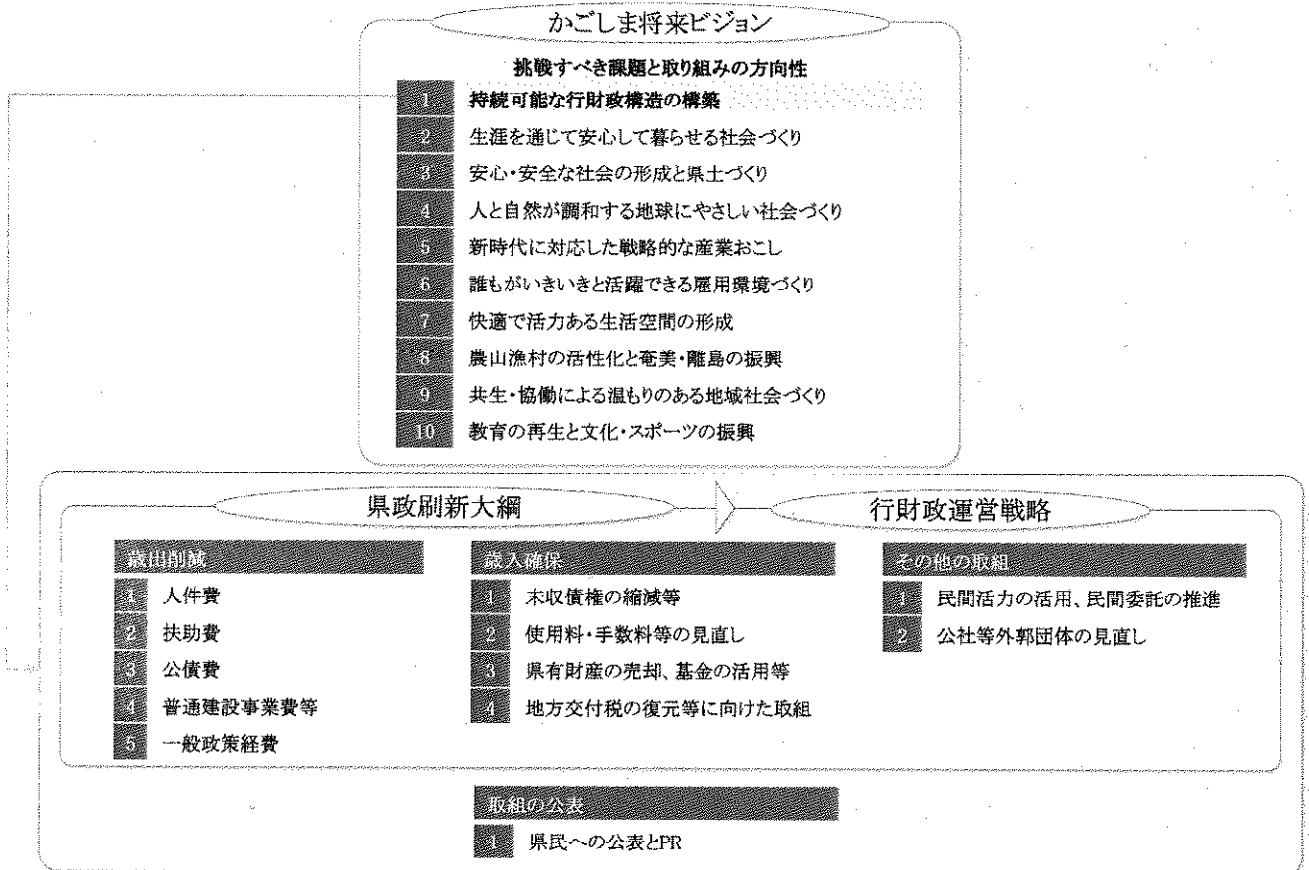 かごしま将来ビジョン
挑戦すべき課題と取り組みの方向性
1 持続可能な行財政構造の構築
2 生涯を通じて安心して暮らせる社会づくり
3 安心・安全な社会の形成と県土づくり
4 人と自然が調和する地球にやさしい社会づくり
5 新時代に対応した戦略的な産業おこし
6 誰もがいきいきと活躍できる雇用環境づくり
7 快適で活力ある生活空間の形成
8 農山漁村の活性化と奄美・離島の振興
9 共生・協働による温もりのある地域社会づくり
10 教育の再生と文化・スポーツの振興
県政刷新大綱
行財政運営戦略
歳出削減
1 人件費
2 扶助費
3 公債費
4 普通建設事業費等
5 一般政策経費
歳入確保
1 未収債権の縮減等
2 使用料・手数料等の見直し
3 県有財産の売却、基金の活用等
4 地方交付税の復元等に向けた取組
その他の取組
1 民間活力の活用、民間委託の推進
2 公社等外郭団体の見直し
取組の公表
1 県民への公表とPR